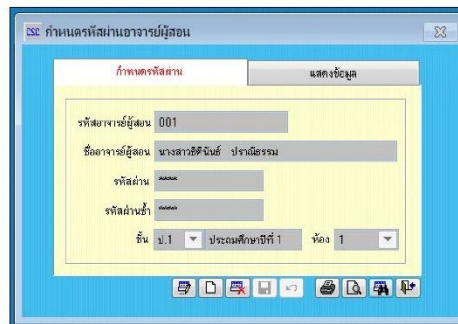 CSC กำหนดรหัสผ่านอาจารย์ผู้สอน
กำหนดรหัสผ่าน แสดงข้อมูล
รหัสอาจารย์ผู้สอน 001
ชื่ออาจารย์ผู้สอน นางสาวธิตินันธ์ ปราณีธรรม
รหัสผ่าน ****
รหัสผ่านซ้ำ ****
ชั้น ป.1 ประถมศึกษาปีที่ 1 ห้อง 1